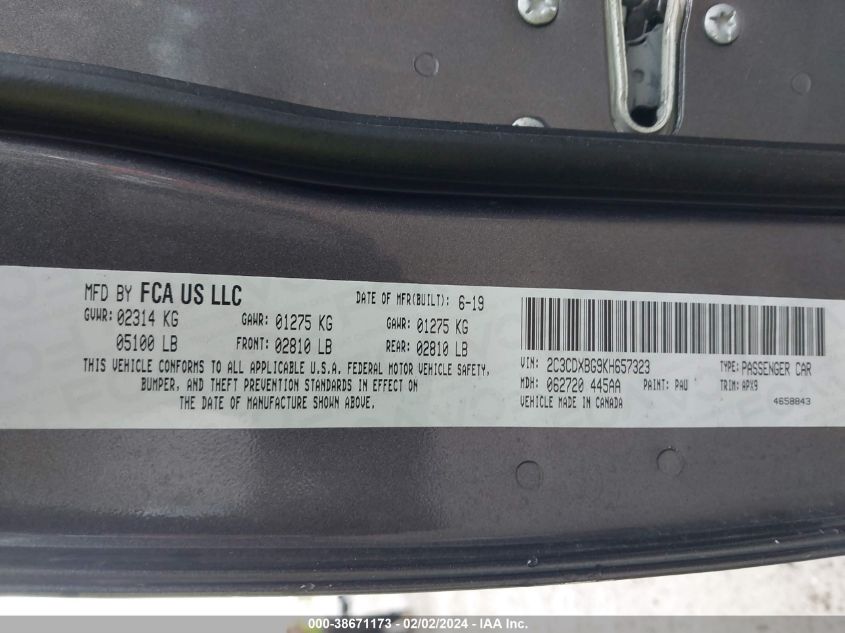 MFD BY FCA US LLC DATE OF MFR(BUILT): 6-19
GVWR: 02314 KG GAWR: 01275 KG GAWR: 01275 KG
05100 LB FRONT: 02810 LB REAR: 02810 LB
THIS VEHICLE CONFORMS TO ALL APPLICABLE U.S.A. FEDERAL MOTOR VEHICLE SAFETY,
BUMPER, AND THEFT PREVENTION STANDARDS IN EFFECT ON
THE DATE OF MANUFACTURE SHOWN ABOVE.
VIN: 2C3CDXBG9KH657323 TYPE: PASSENGER CAR
MDH: 062720 445AA PAINT: PAU TRIM: APX9
VEHICLE MADE IN CANADA 4658843
000-38671173 - 02/02/2024 - IAA Inc.